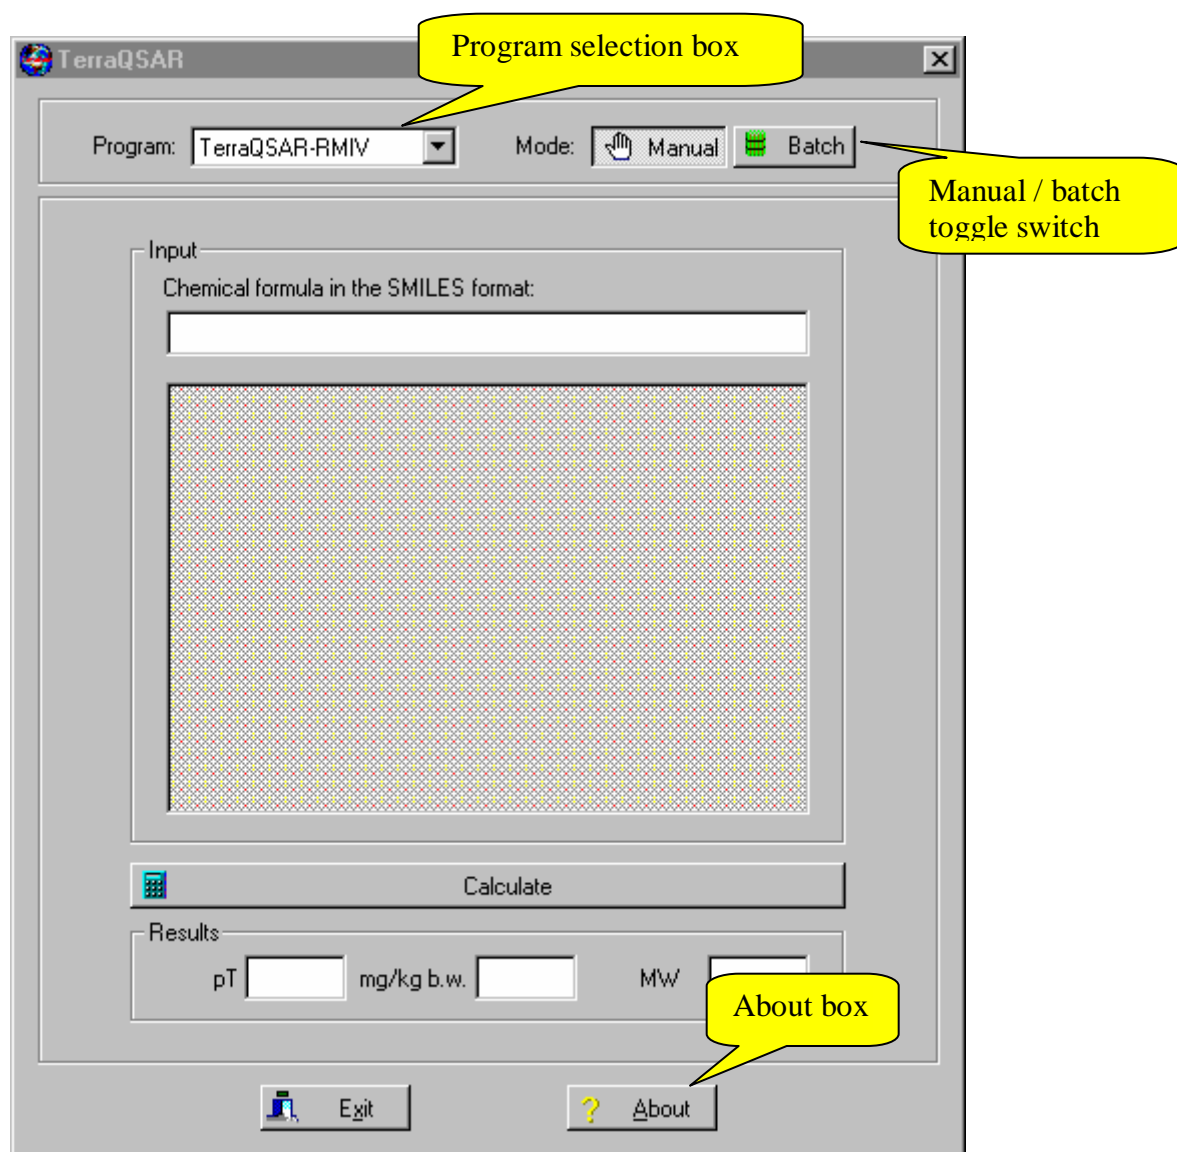 Program selection box
TerraQSAR
Program: TerraQSAR-RMIV Mode: Manual Batch
Manual / batch
toggle switch
Input
Chemical formula in the SMILES format:
Calculate
Results
pT mg/kg b.w. MW
About box
Exit ? About